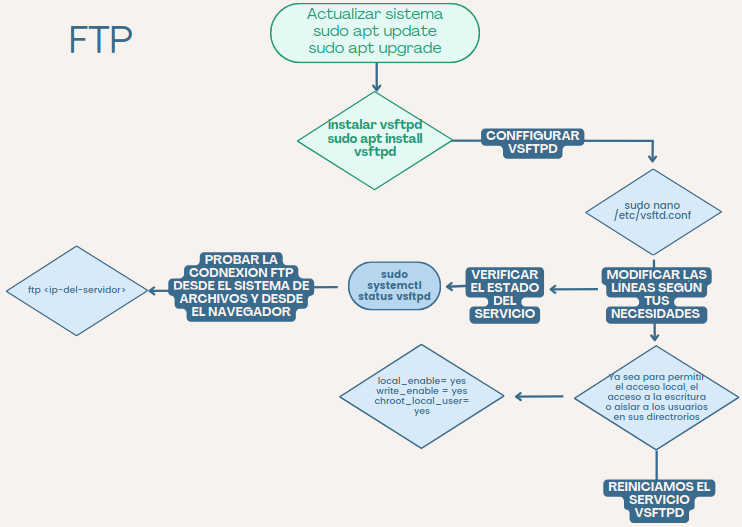 FTP
Actualizar sistema
sudo apt update
sudo apt upgrade
instalar vsftpd
sudo apt install
vsftpd
CONFFIGURAR
VSFTPD
sudo nano
/etc/vsftd.conf
MODIFICAR LAS
LINEAS SEGÚN
TUS
NECESIDADES
VERIFICAR
EL ESTADO
DEL
SERVICIO
sudo
systemctl
status vsftpd
PROBAR LA
CODNEXION FTP
DESDE EL SISTEMA DE
ARCHIVOS Y DESDE
EL NAVEGADOR
ftp <ip-del-servidor>
Ya sea para permitir
el acceso local, el
acceso a la escritura
o aislar a los usuarios
en sus directrorios
local_enable= yes
write_enable = yes
chroot_local_user=
yes
REINICIAMOS EL
SERVICIO
VSFTPD